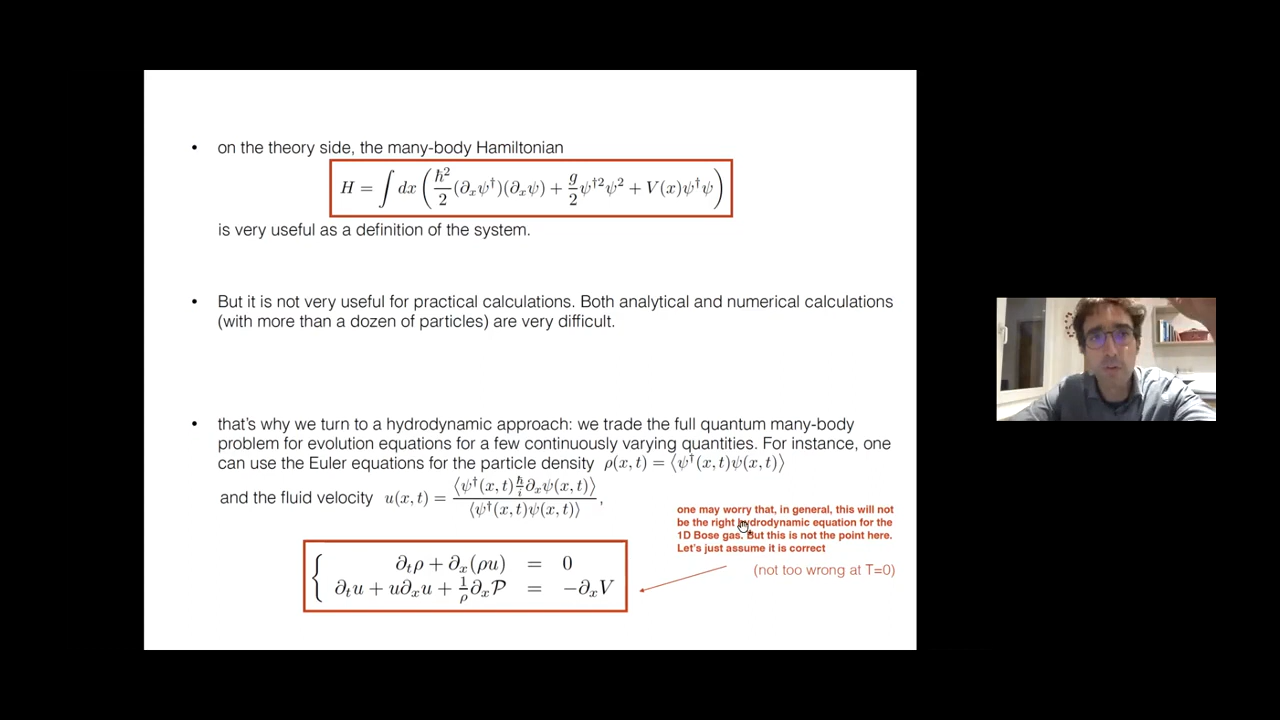 • on the theory side, the many-body Hamiltonian
H = ∫ dx ( ħ²/2 (∂ₓψ†)(∂ₓψ) + g/2 ψ†²ψ² + V(x)ψ†ψ )
is very useful as a definition of the system.
• But it is not very useful for practical calculations. Both analytical and numerical calculations
(with more than a dozen of particles) are very difficult.
• that's why we turn to a hydrodynamic approach: we trade the full quantum many-body
problem for evolution equations for a few continuously varying quantities. For instance, one
can use the Euler equations for the particle density ρ(x, t) = ⟨ψ†(x, t)ψ(x, t)⟩
and the fluid velocity u(x, t) = ⟨ψ†(x, t) ħ/i ∂ₓψ(x, t)⟩ / ⟨ψ†(x, t)ψ(x, t)⟩ ,
one may worry that, in general, this will not
be the right hydrodynamic equation for the
1D Bose gas. But this is not the point here.
Let's just assume it is correct
(not too wrong at T=0)
{ ∂ₜρ + ∂ₓ(ρu) = 0
∂ₜu + u∂ₓu + 1/ρ ∂ₓ𝒫 = −∂ₓV